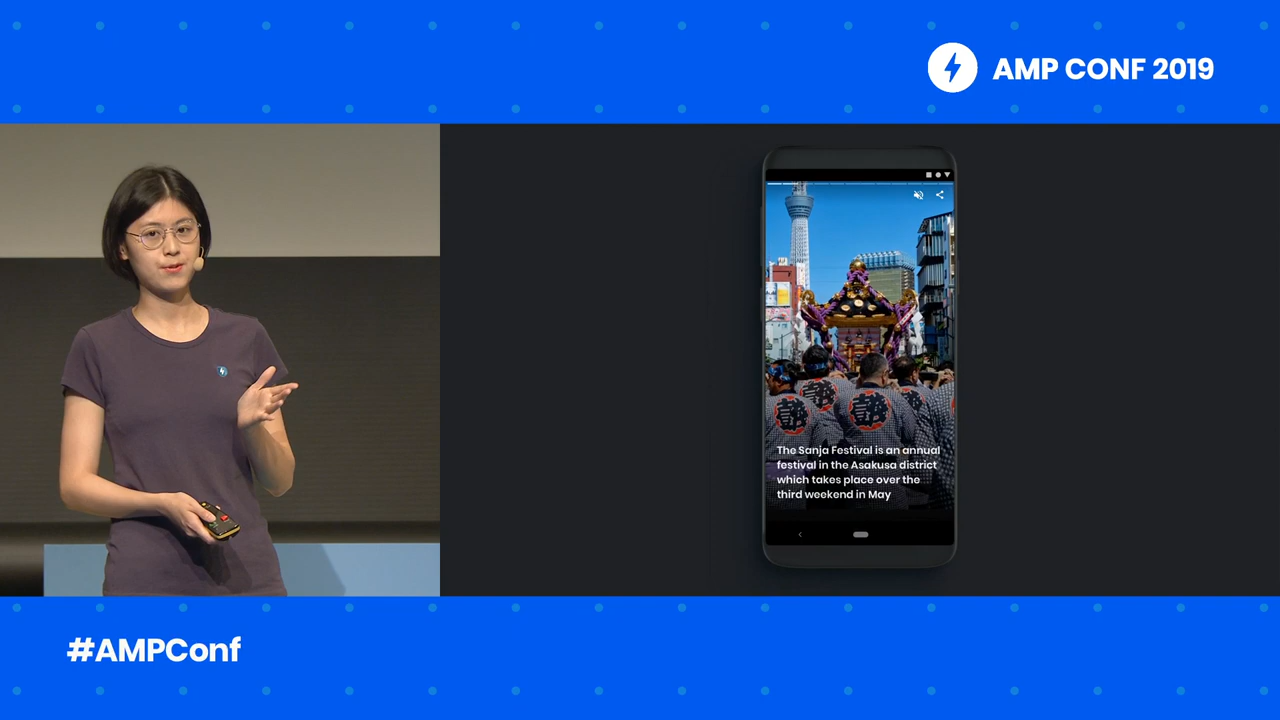 AMP CONF 2019
The Sanja Festival is an annual
festival in the Asakusa district
which takes place over the
third weekend in May
#AMPConf